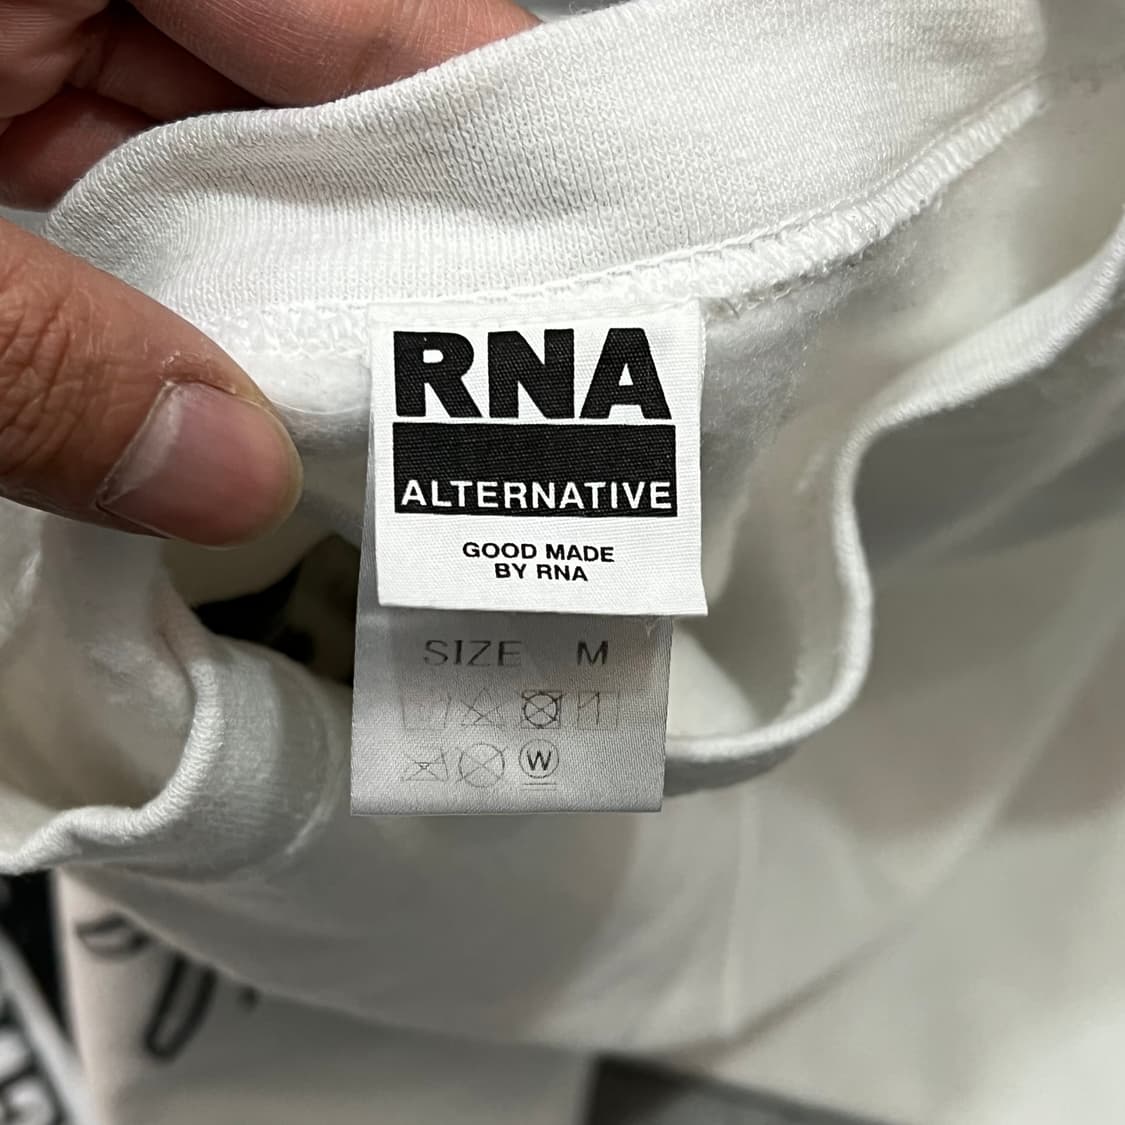 RNA
ALTERNATIVE
GOOD MADE
BY RNA
SIZE M
W